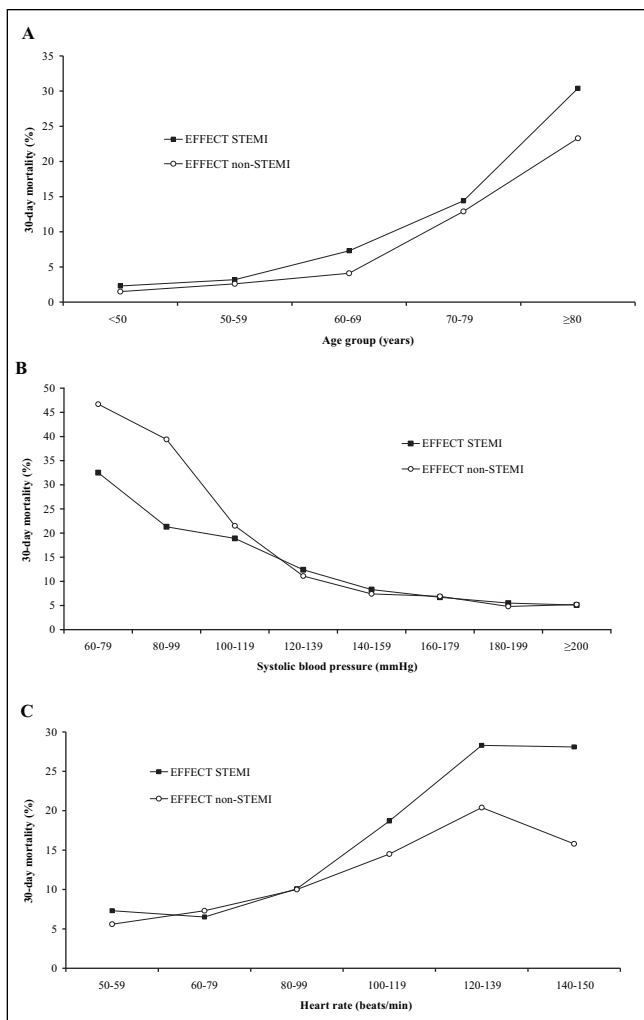 A
35
30
25
20
15
10
5
0
30-day mortality (%)
EFFECT STEMI
EFFECT non-STEMI
<50 50-59 60-69 70-79 ≥80
Age group (years)
B
50
45
40
35
30
25
20
15
10
5
0
30-day mortality (%)
EFFECT STEMI
EFFECT non-STEMI
60-79 80-99 100-119 120-139 140-159 160-179 180-199 ≥200
Systolic blood pressure (mmHg)
C
30
25
20
15
10
5
0
30-day mortality (%)
EFFECT STEMI
EFFECT non-STEMI
50-59 60-79 80-99 100-119 120-139 140-150
Heart rate (beats/min)